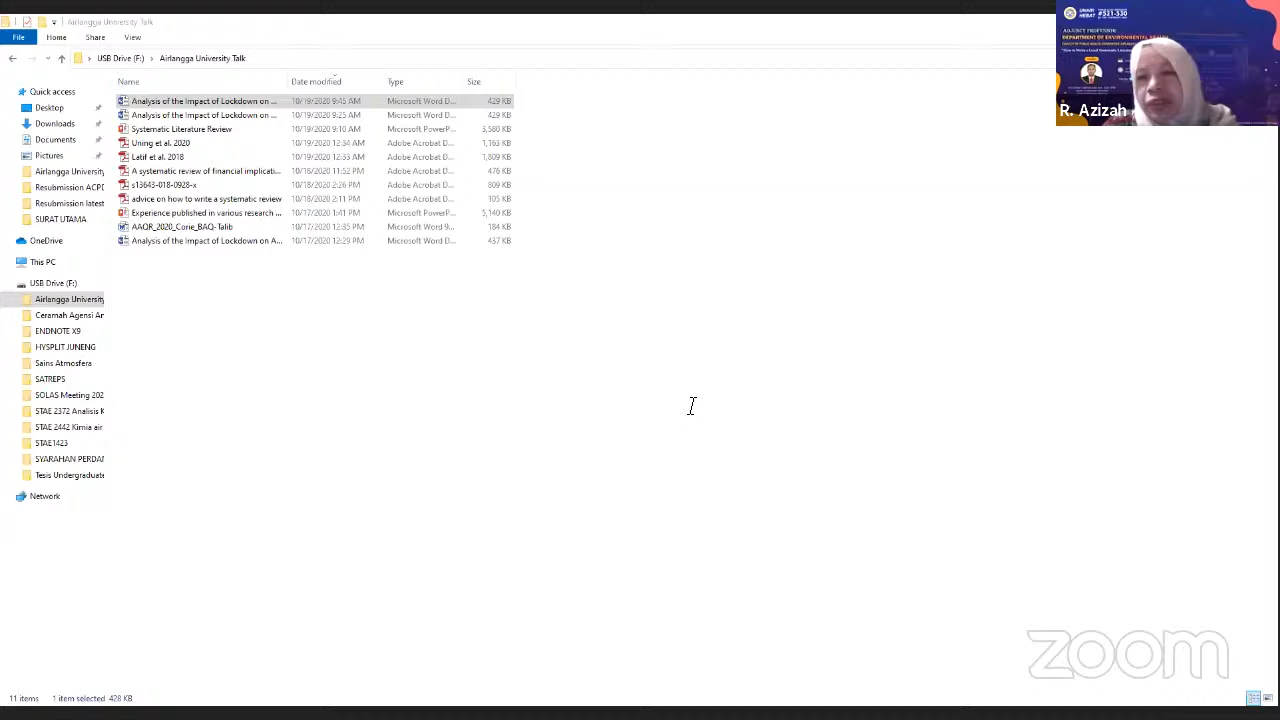 Airlangga University Talk
File Home Share View
USB Drive (F:) Airlangga University Talk
Name Date modified Type Size
Quick access
Desktop
Downloads
Documents
Pictures
Airlangga University
Resubmission ACPD
Resubmission latest
SURAT UTAMA
OneDrive
This PC
USB Drive (F:)
Airlangga University
Ceramah Agensi Ar
ENDNOTE X9
HYSPLIT JUNENG
Sains Atmosfera
SATREPS
SOLAS Meeting 202
STAE 2372 Analisis K
STAE 2442 Kimia air
STAE1423
SYARAHAN PERDAN
Tesis Undergraduate
Network
Analysis of the Impact of Lockdown on ... 10/19/2020 9:45 AM Microsoft Word D... 429 KB
Analysis of the Impact of Lockdown on ... 10/19/2020 9:25 AM Microsoft Word D... 429 KB
Systematic Literature Review 10/19/2020 9:10 AM Microsoft PowerP... 3,580 KB
Uning et al. 2020 10/19/2020 12:34 AM Adobe Acrobat D... 1,163 KB
Latif et al. 2018 10/19/2020 12:33 AM Adobe Acrobat D... 1,809 KB
A systematic review of financial implicati... 10/18/2020 11:52 PM Adobe Acrobat D... 476 KB
s13643-018-0928-x 10/18/2020 2:26 PM Adobe Acrobat D... 809 KB
advice on how to write a systematic review 10/18/2020 2:11 PM Adobe Acrobat D... 105 KB
Experience published in various research ... 10/17/2020 1:41 PM Microsoft PowerP... 5,140 KB
AAQR_2020_Corie_BAQ-Talib 10/17/2020 12:35 PM Microsoft Word 9... 184 KB
Analysis of the Impact of Lockdown on A... 10/17/2020 12:29 PM Microsoft Word D... 437 KB
11 items 1 item selected 428 KB
UNAIR
HEBAT
#521-530
ADJUNCT PROFESSOR
DEPARTMENT OF ENVIRONMENTAL HEALTH
R. Azizah
zoom